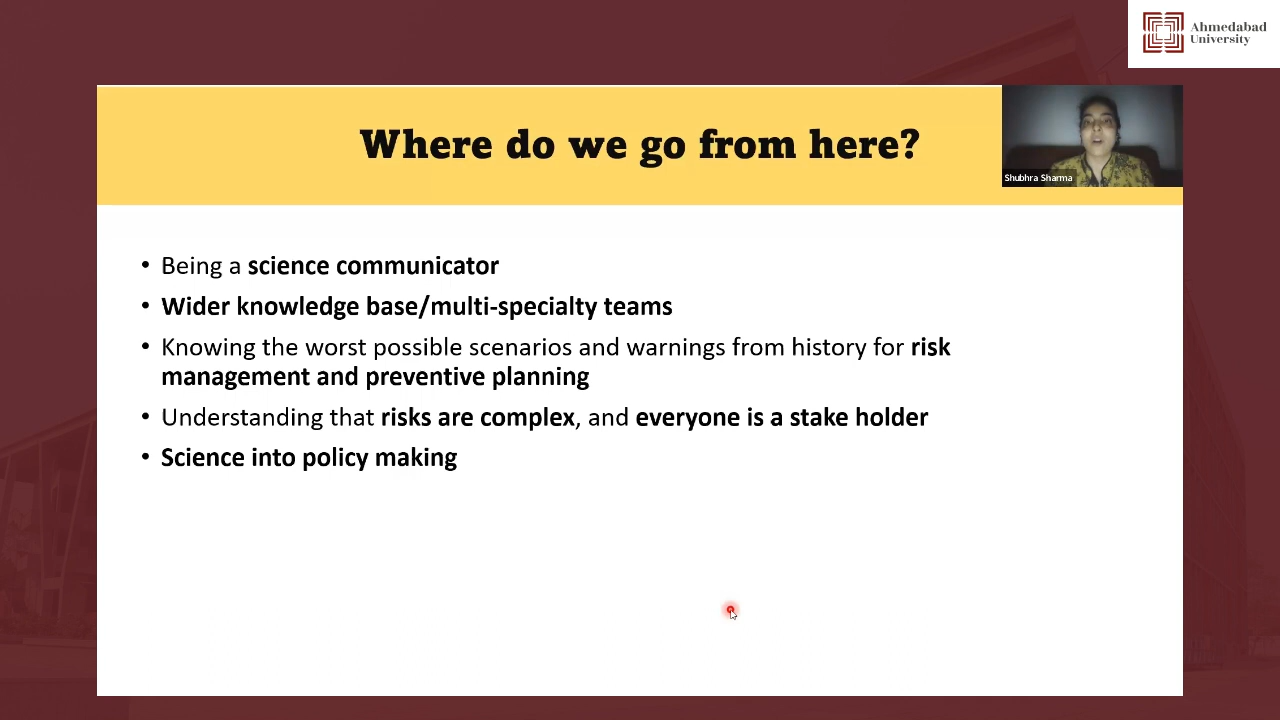 Ahmedabad
University
Where do we go from here?
Shubhra Sharma
• Being a science communicator
• Wider knowledge base/multi-specialty teams
• Knowing the worst possible scenarios and warnings from history for risk
management and preventive planning
• Understanding that risks are complex, and everyone is a stake holder
• Science into policy making